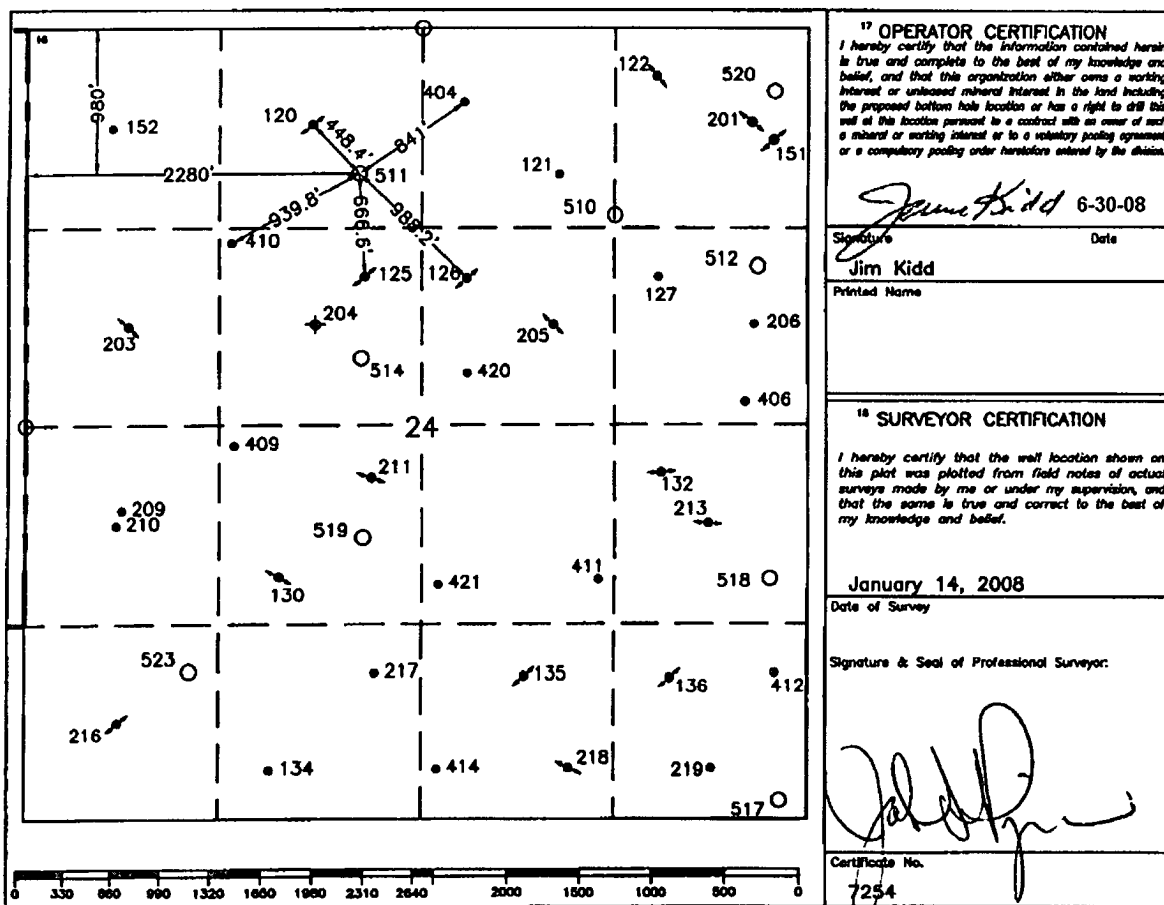 16
980'
152
120
448.4'
841'
404
2280'
511
939.8'
666.6'
988.2'
410
125
126
122
520
201
151
121
510
512
127
204
203
514
205
206
420
406
24
409
211
132
209
210
213
519
130
421
411
518
523
217
135
136
412
216
134
414
218
219
517
0 330 660 990 1320 1650 1980 2310 2640 2000 1500 1000 500 0
17 OPERATOR CERTIFICATION
I hereby certify that the information contained herein
is true and complete to the best of my knowledge and
belief, and that this organization either owns a working
interest or unleased mineral interest in the land including
the proposed bottom hole location or has a right to drill this
well at this location pursuant to a contract with an owner of such
a mineral or working interest or to a voluntary pooling agreement
or a compulsory pooling order heretofore entered by the division
James Kidd 6-30-08
Signature Date
Jim Kidd
Printed Name
18 SURVEYOR CERTIFICATION
I hereby certify that the well location shown on
this plat was plotted from field notes of actual
surveys made by me or under my supervision, and
that the same is true and correct to the best of
my knowledge and belief.
January 14, 2008
Date of Survey
Signature & Seal of Professional Surveyor:
Certificate No.
7254